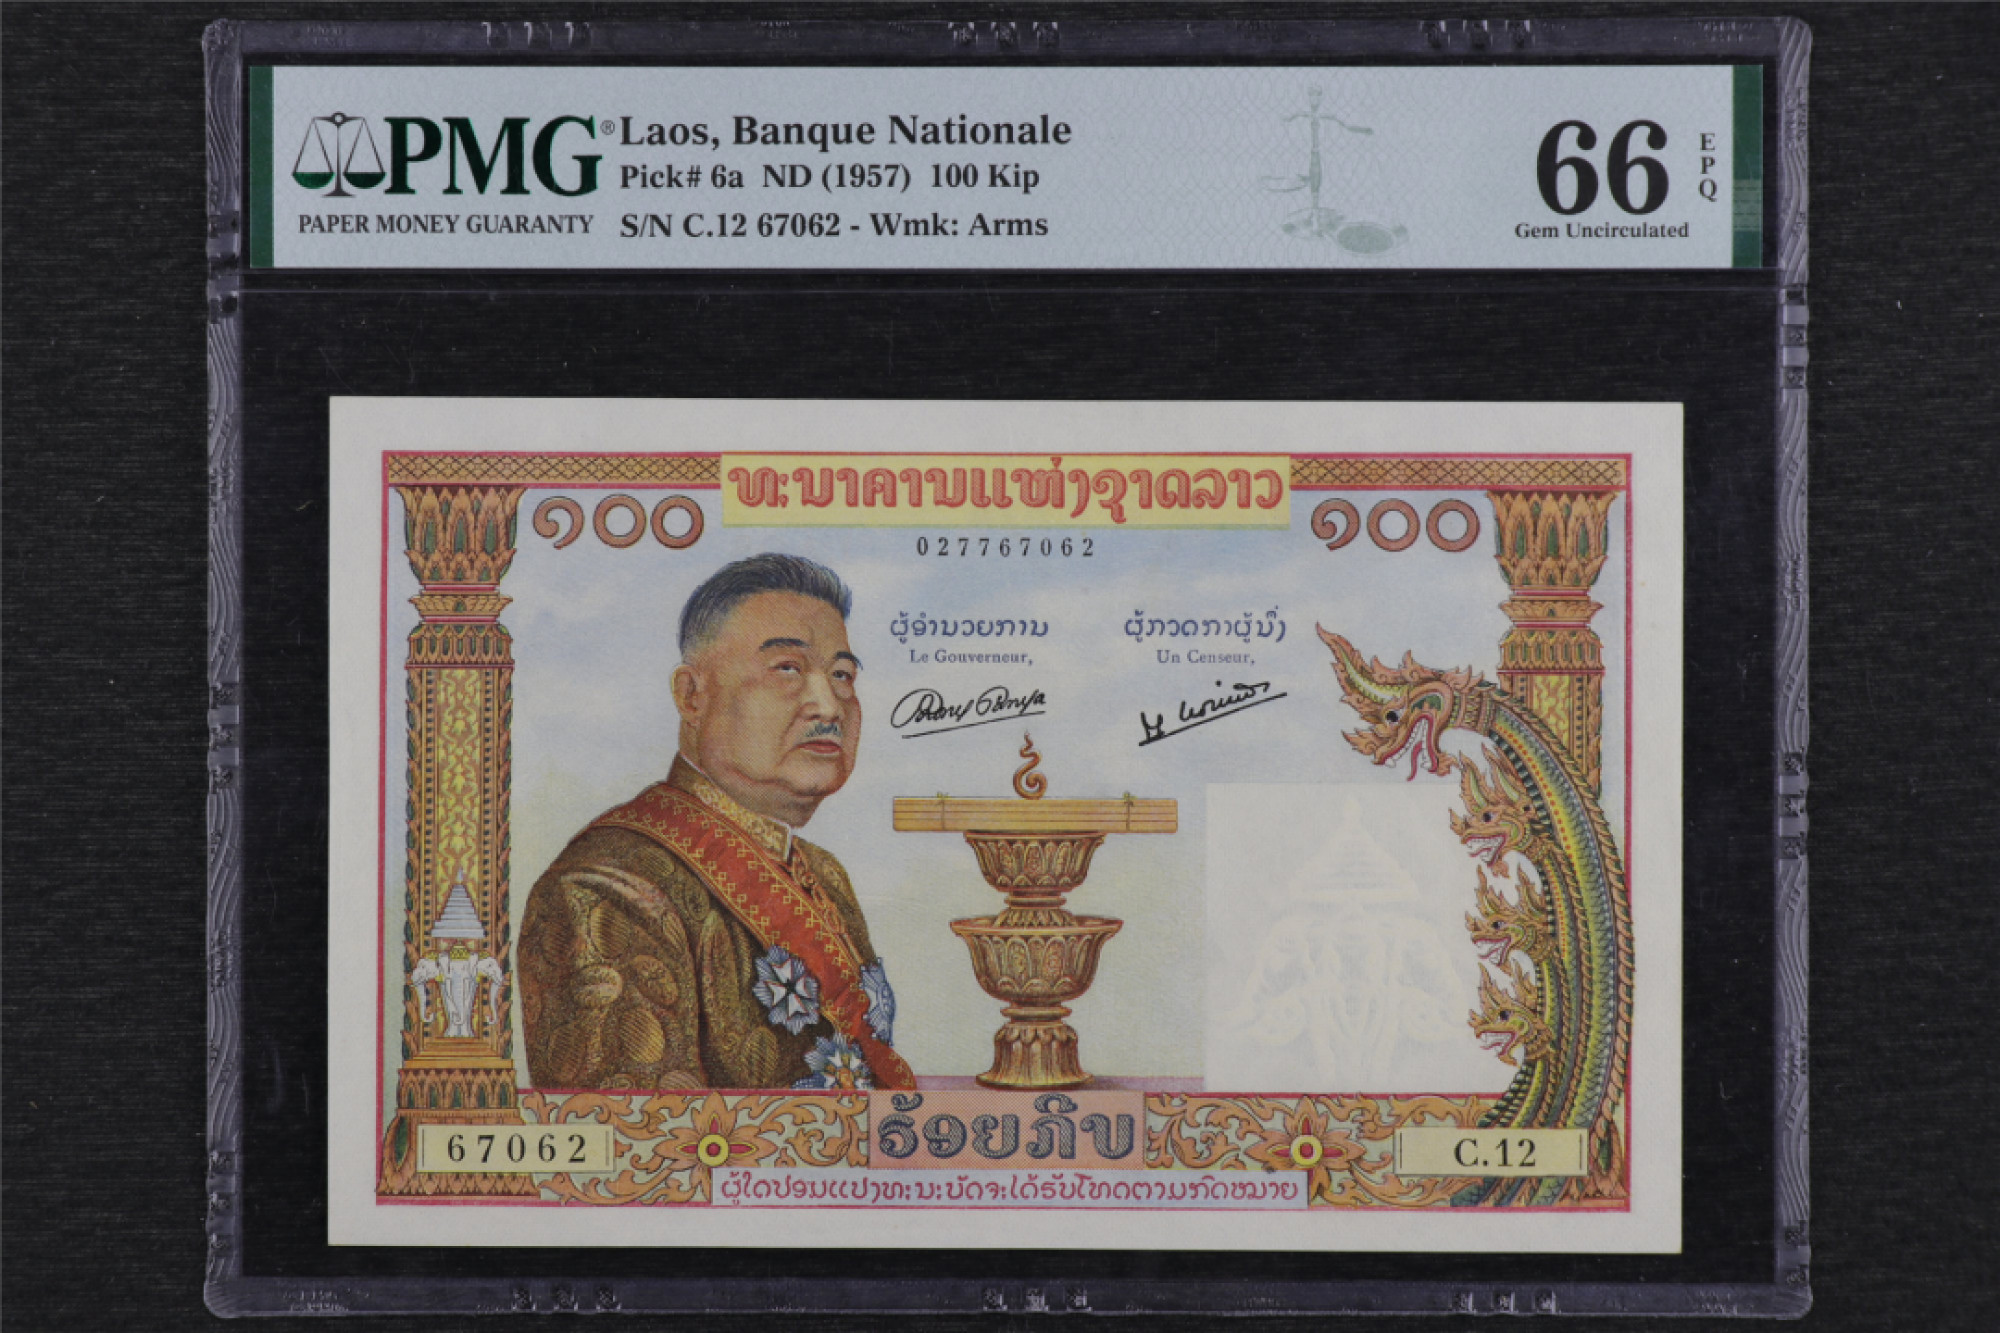 PMG®
PAPER MONEY GUARANTY
Laos, Banque Nationale
Pick# 6a ND (1957) 100 Kip
S/N C.12 67062 - Wmk: Arms
66
EPQ
Gem Uncirculated
ທະນາຄານແຫ່ງຊາດລາວ
໑໐໐
໑໐໐
027767062
ຜູ້ອຳນວຍການ
Le Gouverneur,
ຜູ້ກວດກາຜູ້ນຶ່ງ
Un Censeur,
ຮ້ອຍກີບ
67062
C.12
ຜູ້ໃດປອມແປງທະນະບັດຈະໄດ້ຮັບໂທດຕາມກົດໝາຍ